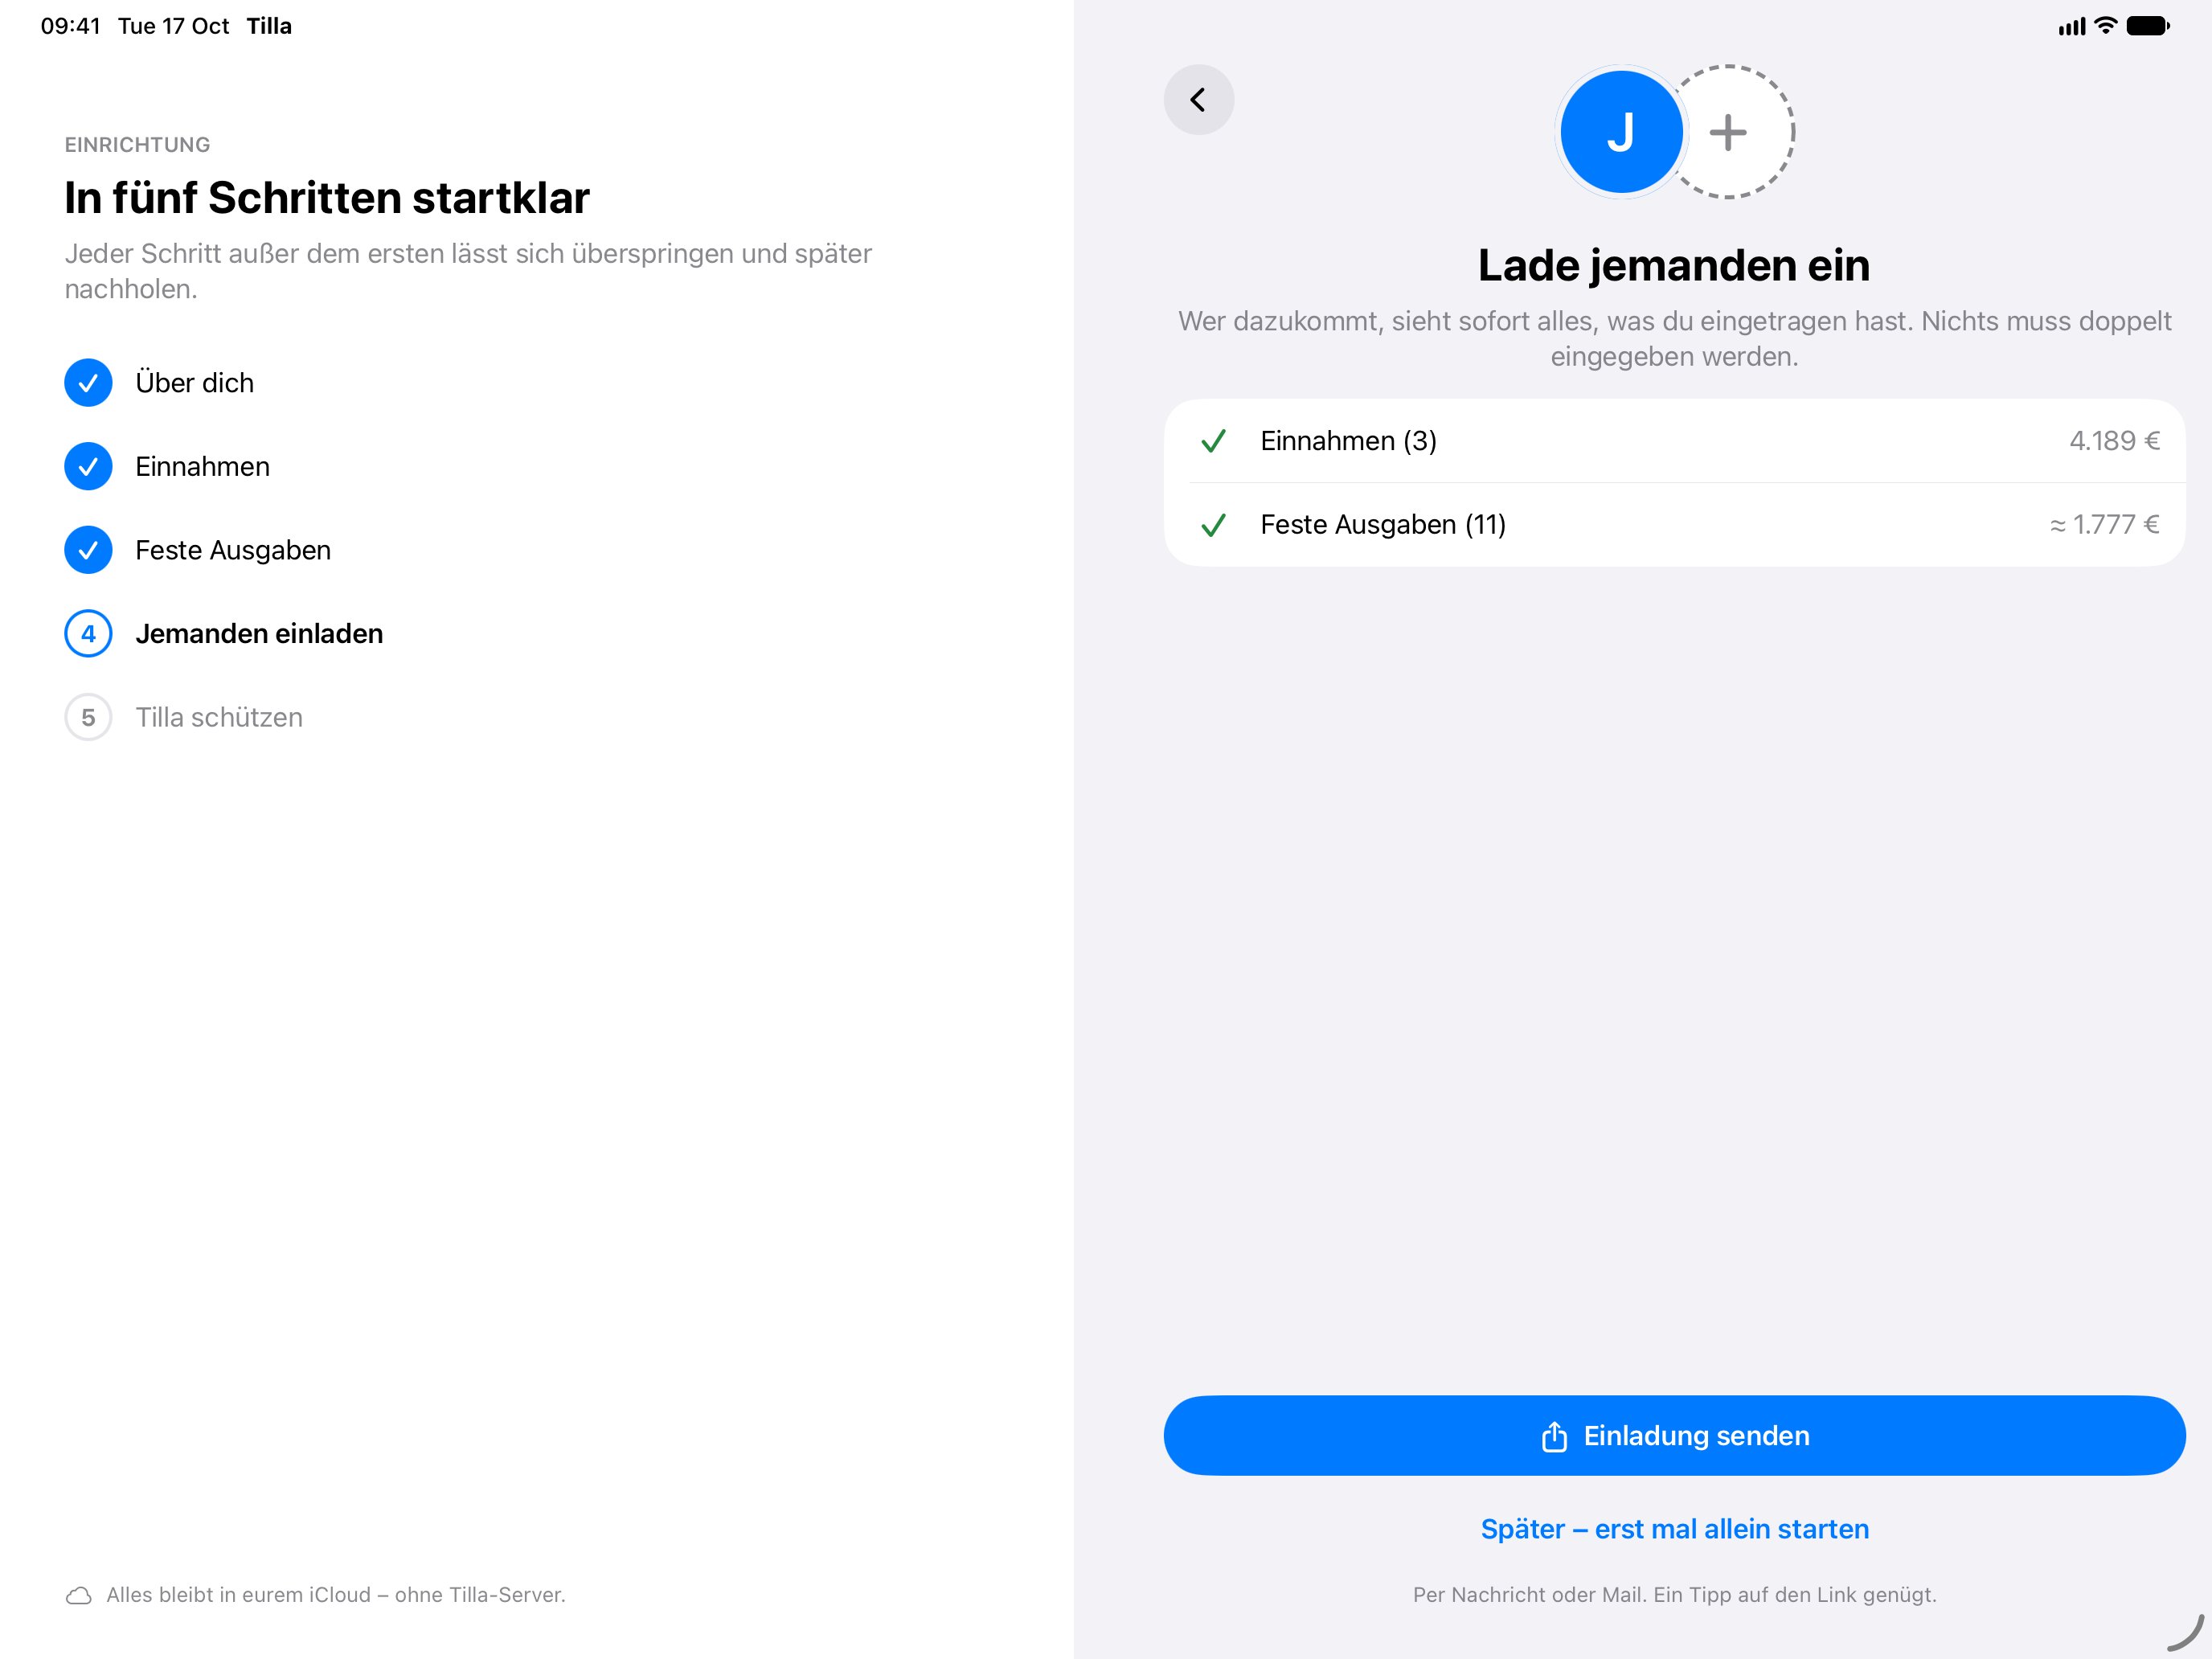 09:41 Tue 17 Oct Tilla
EINRICHTUNG
In fünf Schritten startklar
Jeder Schritt außer dem ersten lässt sich überspringen und später
nachholen.
Über dich
Einnahmen
Feste Ausgaben
4 Jemanden einladen
5 Tilla schützen
Alles bleibt in eurem iCloud – ohne Tilla-Server.
J
Lade jemanden ein
Wer dazukommt, sieht sofort alles, was du eingetragen hast. Nichts muss doppelt
eingegeben werden.
Einnahmen (3) 4.189 €
Feste Ausgaben (11) ≈ 1.777 €
Einladung senden
Später – erst mal allein starten
Per Nachricht oder Mail. Ein Tipp auf den Link genügt.